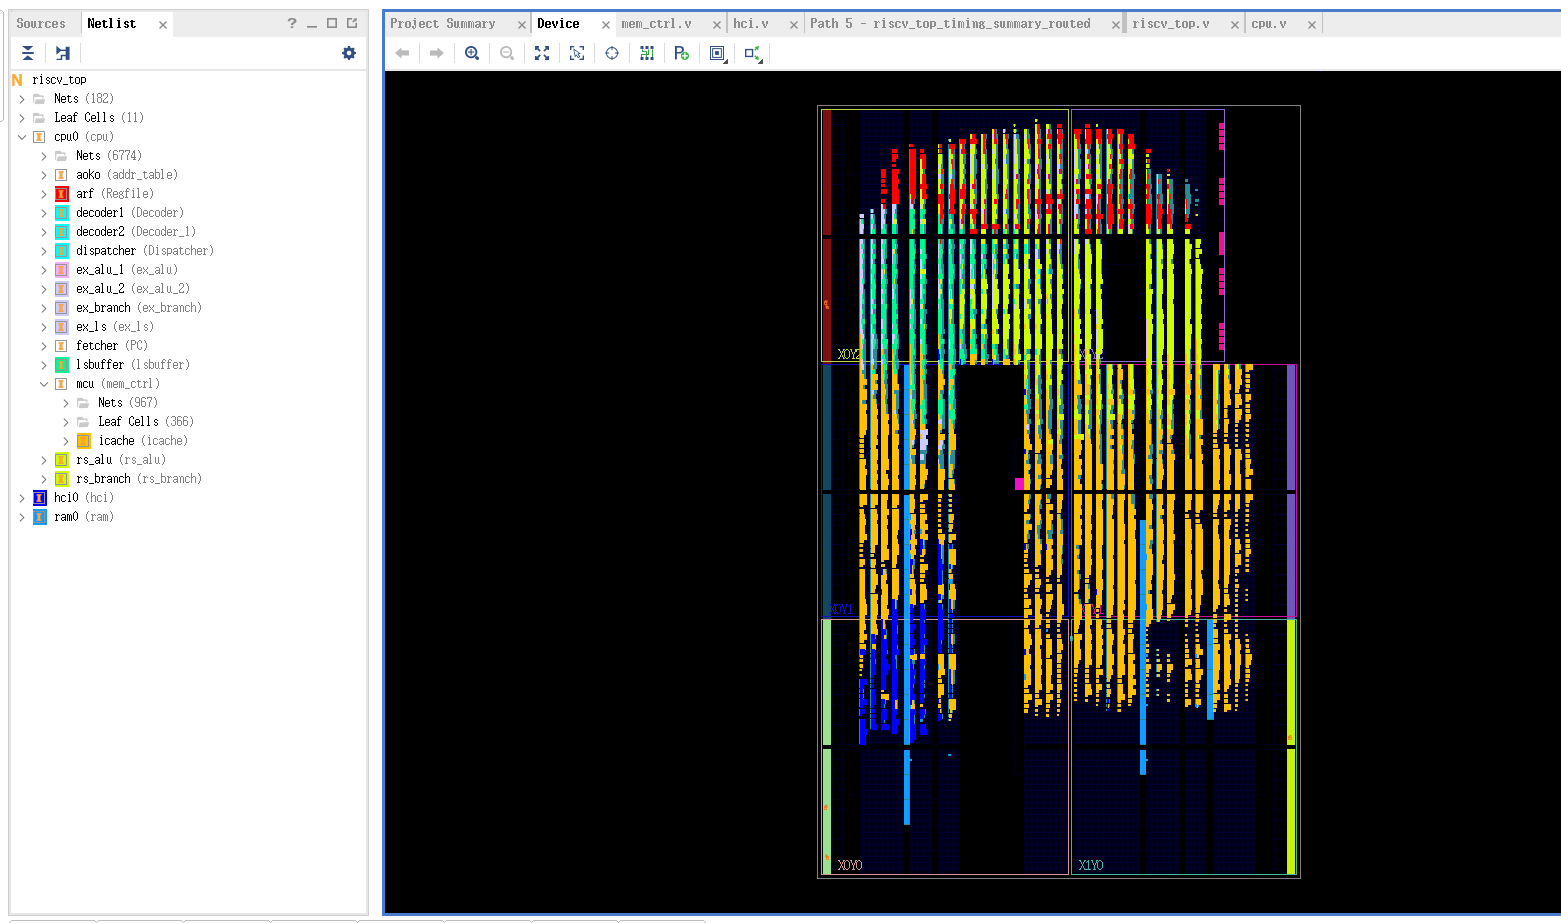 Sources
Netlist
Project Summary
Device
mem_ctrl.v
hci.v
Path 5 - riscv_top_timing_summary_routed
riscv_top.v
cpu.v
N riscv_top
Nets (182)
Leaf Cells (11)
cpu0 (cpu)
Nets (6774)
aoko (addr_table)
arf (Regfile)
decoder1 (Decoder)
decoder2 (Decoder_1)
dispatcher (Dispatcher)
ex_alu_1 (ex_alu)
ex_alu_2 (ex_alu_2)
ex_branch (ex_branch)
ex_ls (ex_ls)
fetcher (PC)
lsbuffer (lsbuffer)
mcu (mem_ctrl)
Nets (967)
Leaf Cells (366)
icache (icache)
rs_alu (rs_alu)
rs_branch (rs_branch)
hci0 (hci)
ram0 (ram)
X0Y2
X0Y1
X0Y0
X1Y0